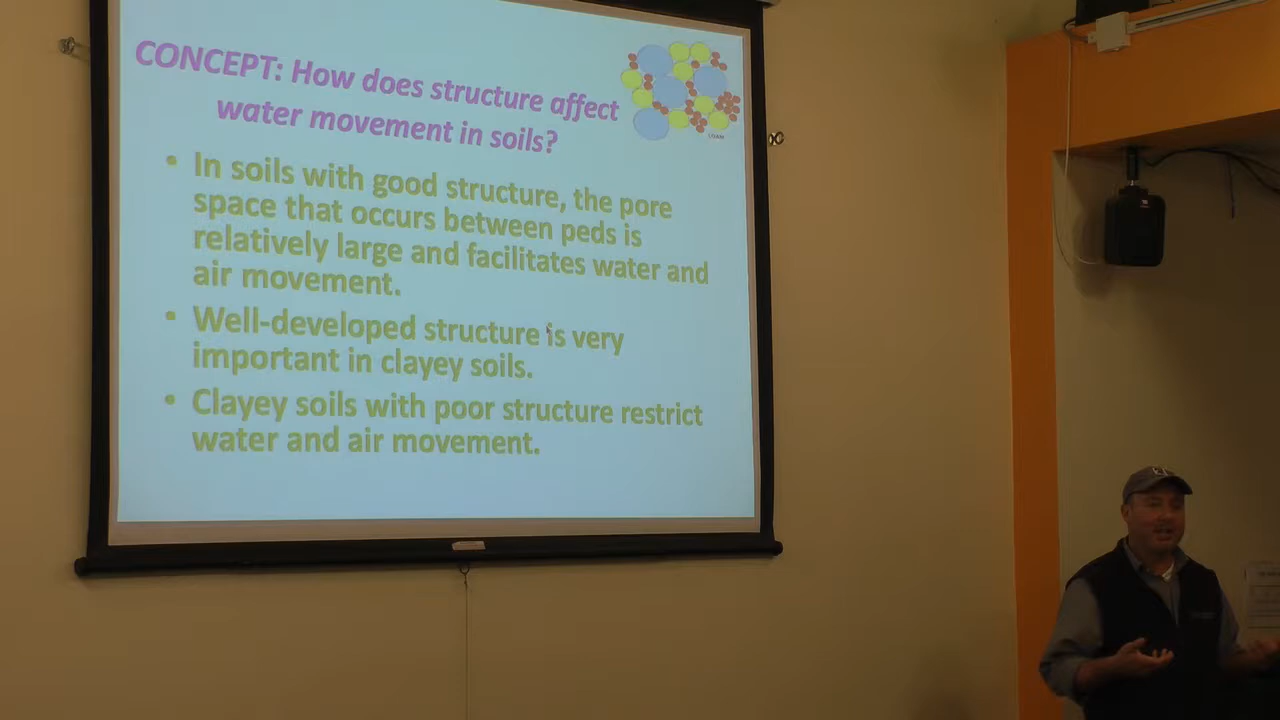 CONCEPT: How does structure affect
water movement in soils?
• In soils with good structure, the pore
space that occurs between peds is
relatively large and facilitates water and
air movement.
• Well-developed structure is very
important in clayey soils.
• Clayey soils with poor structure restrict
water and air movement.
LOAM